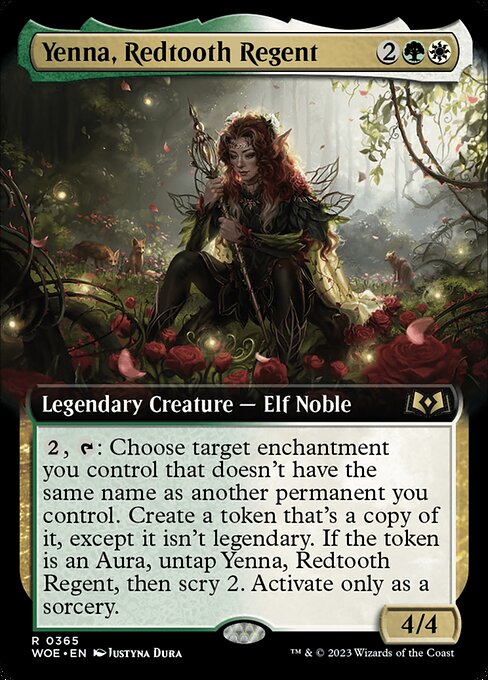 Yenna, Redtooth Regent 2
Legendary Creature — Elf Noble
2, : Choose target enchantment
you control that doesn't have the
same name as another permanent you
control. Create a token that's a copy of
it, except it isn't legendary. If the token
is an Aura, untap Yenna, Redtooth
Regent, then scry 2. Activate only as a
sorcery.
4/4
R 0365
WOE • EN Justyna Dura
™ & © 2023 Wizards of the Coast